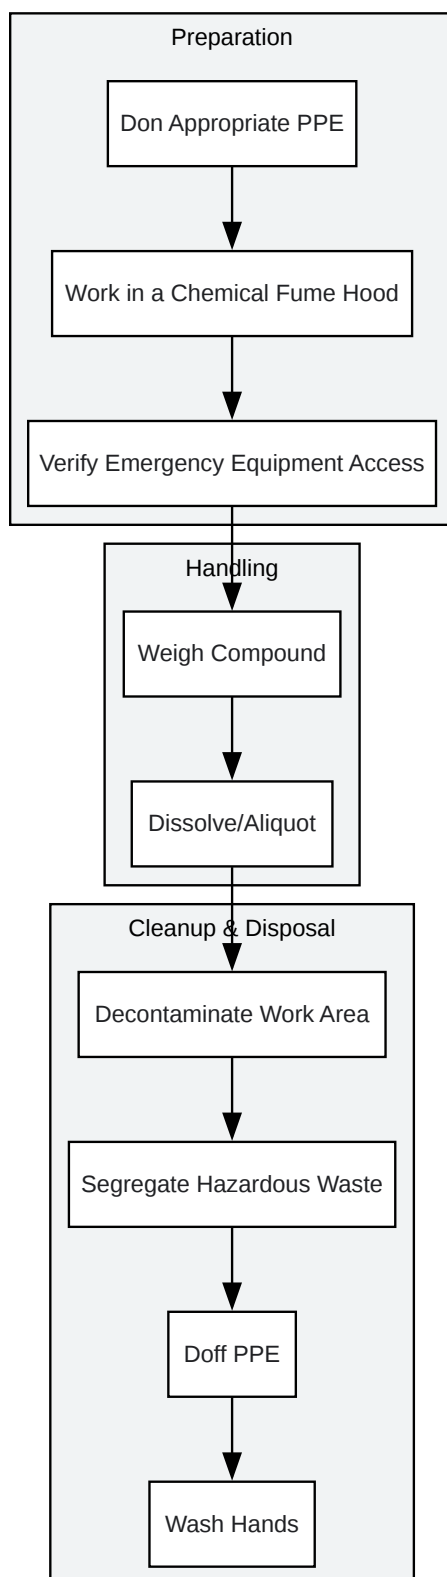 Preparation
Don Appropriate PPE
Work in a Chemical Fume Hood
Verify Emergency Equipment Access
Handling
Weigh Compound
Dissolve/Aliquot
Cleanup & Disposal
Decontaminate Work Area
Segregate Hazardous Waste
Doff PPE
Wash Hands